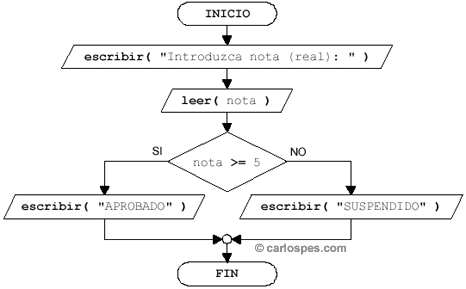 INICIO
escribir( "Introduzca nota (real): " )
leer( nota )
nota >= 5
SI
NO
escribir( "APROBADO" )
escribir( "SUSPENDIDO" )
© carlospes.com
FIN